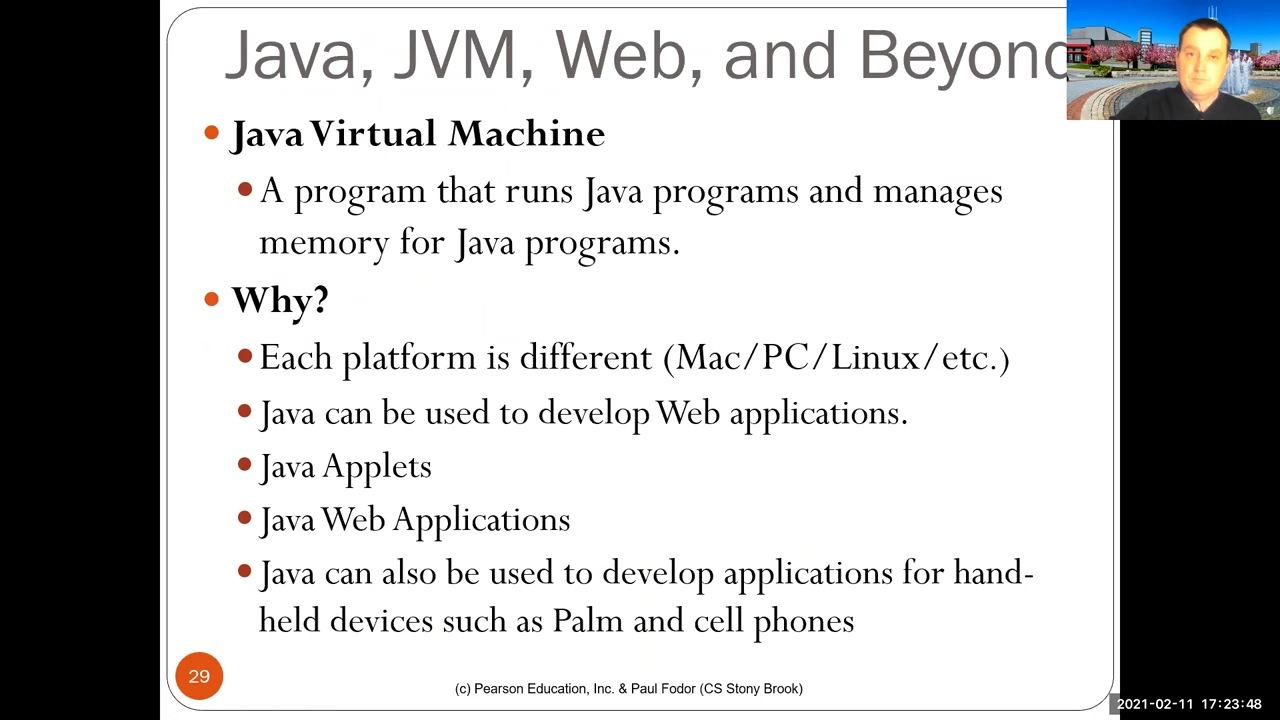 Java, JVM, Web, and Beyond
Java Virtual Machine
A program that runs Java programs and manages
memory for Java programs.
Why?
Each platform is different (Mac/PC/Linux/etc.)
Java can be used to develop Web applications.
Java Applets
Java Web Applications
Java can also be used to develop applications for hand-
held devices such as Palm and cell phones
29
(c) Pearson Education, Inc. & Paul Fodor (CS Stony Brook)
2021-02-11 17:23:48